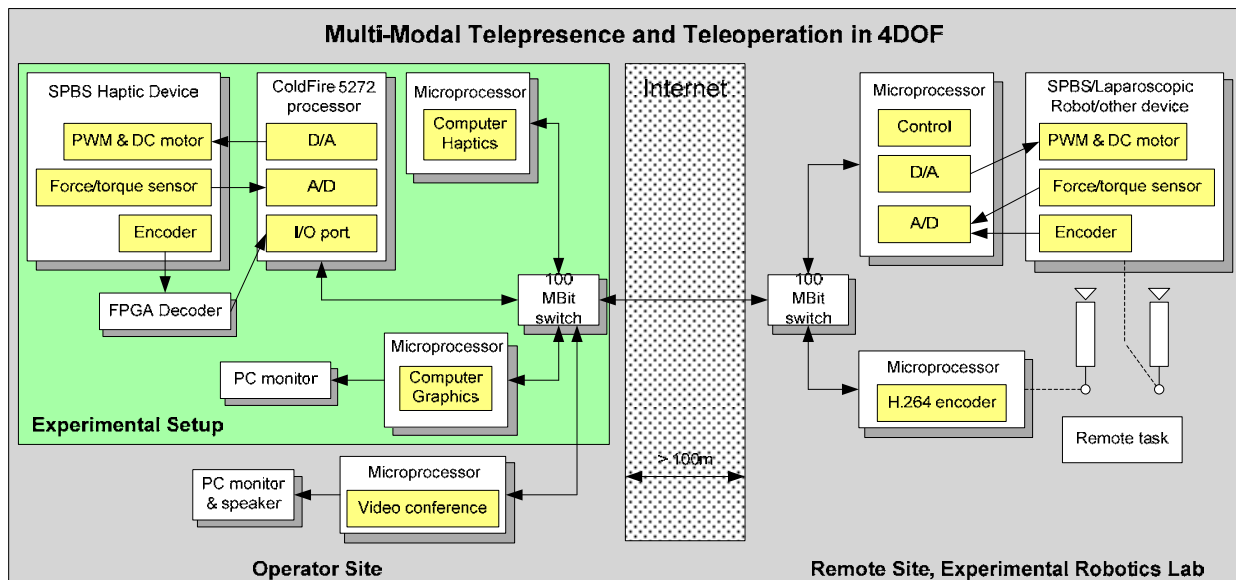 Multi-Modal Telepresence and Teleoperation in 4DOF
SPBS Haptic Device
PWM & DC motor
Force/torque sensor
Encoder
ColdFire 5272
processor
D/A
A/D
I/O port
FPGA Decoder
Microprocessor
Computer
Haptics
100
MBit
switch
PC monitor
Microprocessor
Computer
Graphics
Experimental Setup
PC monitor
& speaker
Microprocessor
Video conference
Operator Site
Internet
> 100m
100
MBit
switch
Microprocessor
Control
D/A
A/D
SPBS/Laparoscopic
Robot/other device
PWM & DC motor
Force/torque sensor
Encoder
Microprocessor
H.264 encoder
Remote task
Remote Site, Experimental Robotics Lab